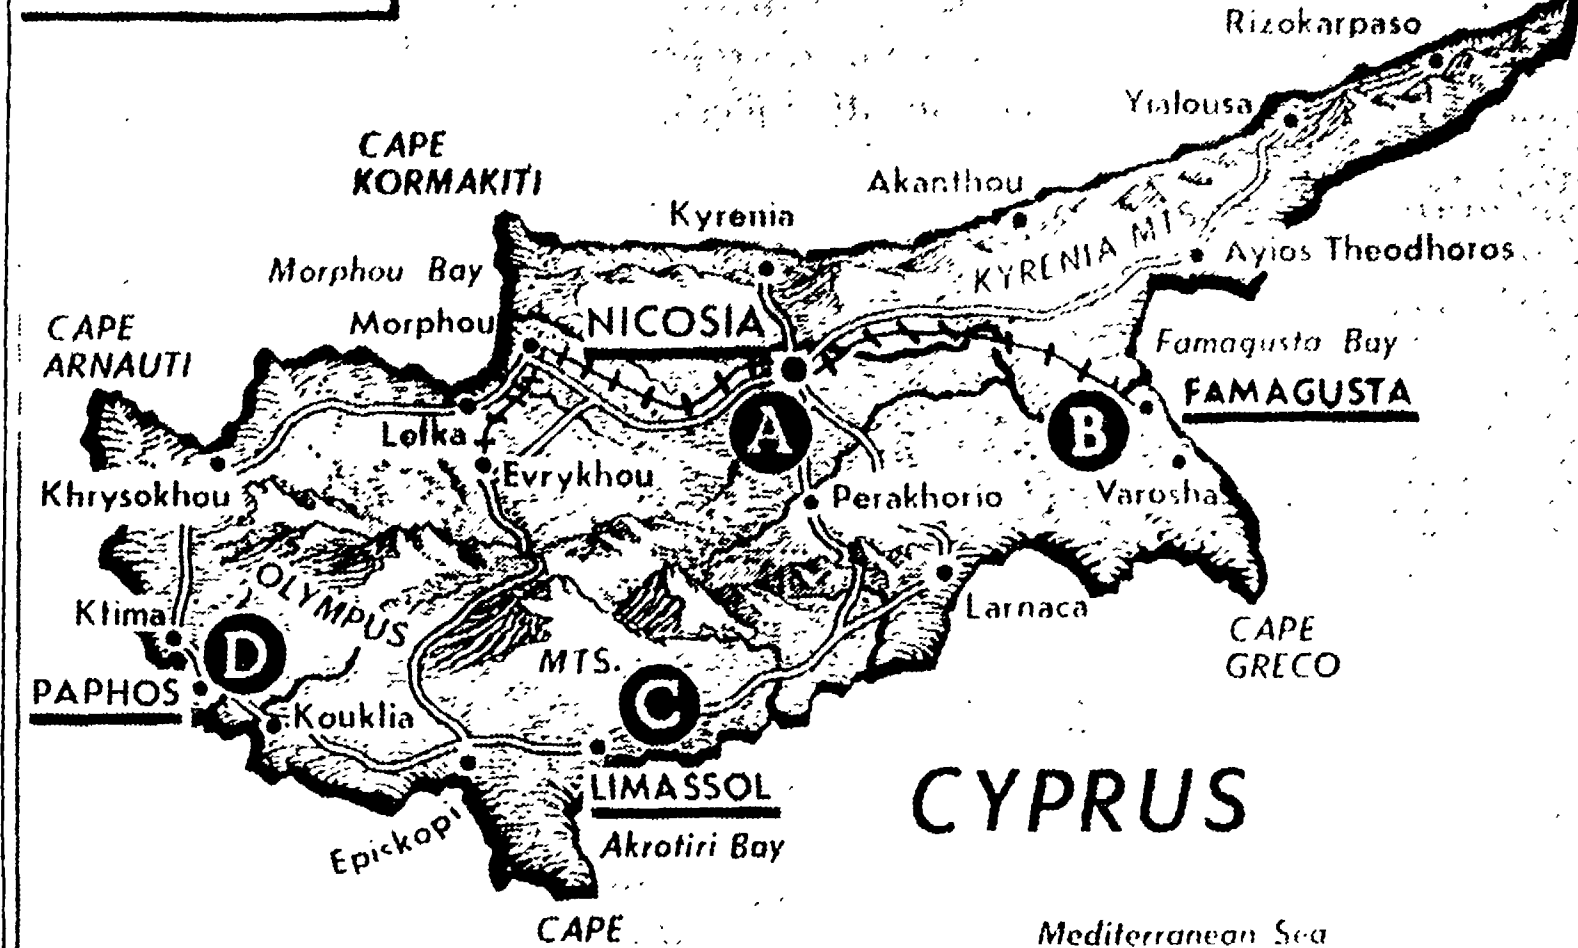 Rizokarpaso
Yialousa
CAPE
KORMAKITI
Akanthou
Kyrenia
KYRENIA MTS.
Ayios Theodhoros
Morphou Bay
Morphou
NICOSIA
CAPE
ARNAUTI
Famagusta Bay
FAMAGUSTA
Lefka
A
B
Khrysokhou
Evrykhou
Perakhorio
Varosha
OLYMPUS
MTS.
Ktima
Larnaca
CAPE
GRECO
D
PAPHOS
C
Kouklia
LIMASSOL
CYPRUS
Episkopi
Akrotiri Bay
CAPE
Mediterranean Sea